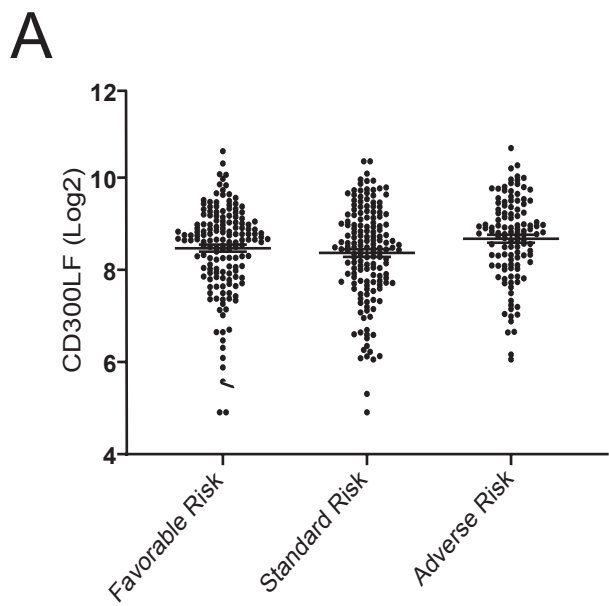 A
CD300LF (Log2)
12
10
8
6
4
Favorable Risk
Standard Risk
Adverse Risk